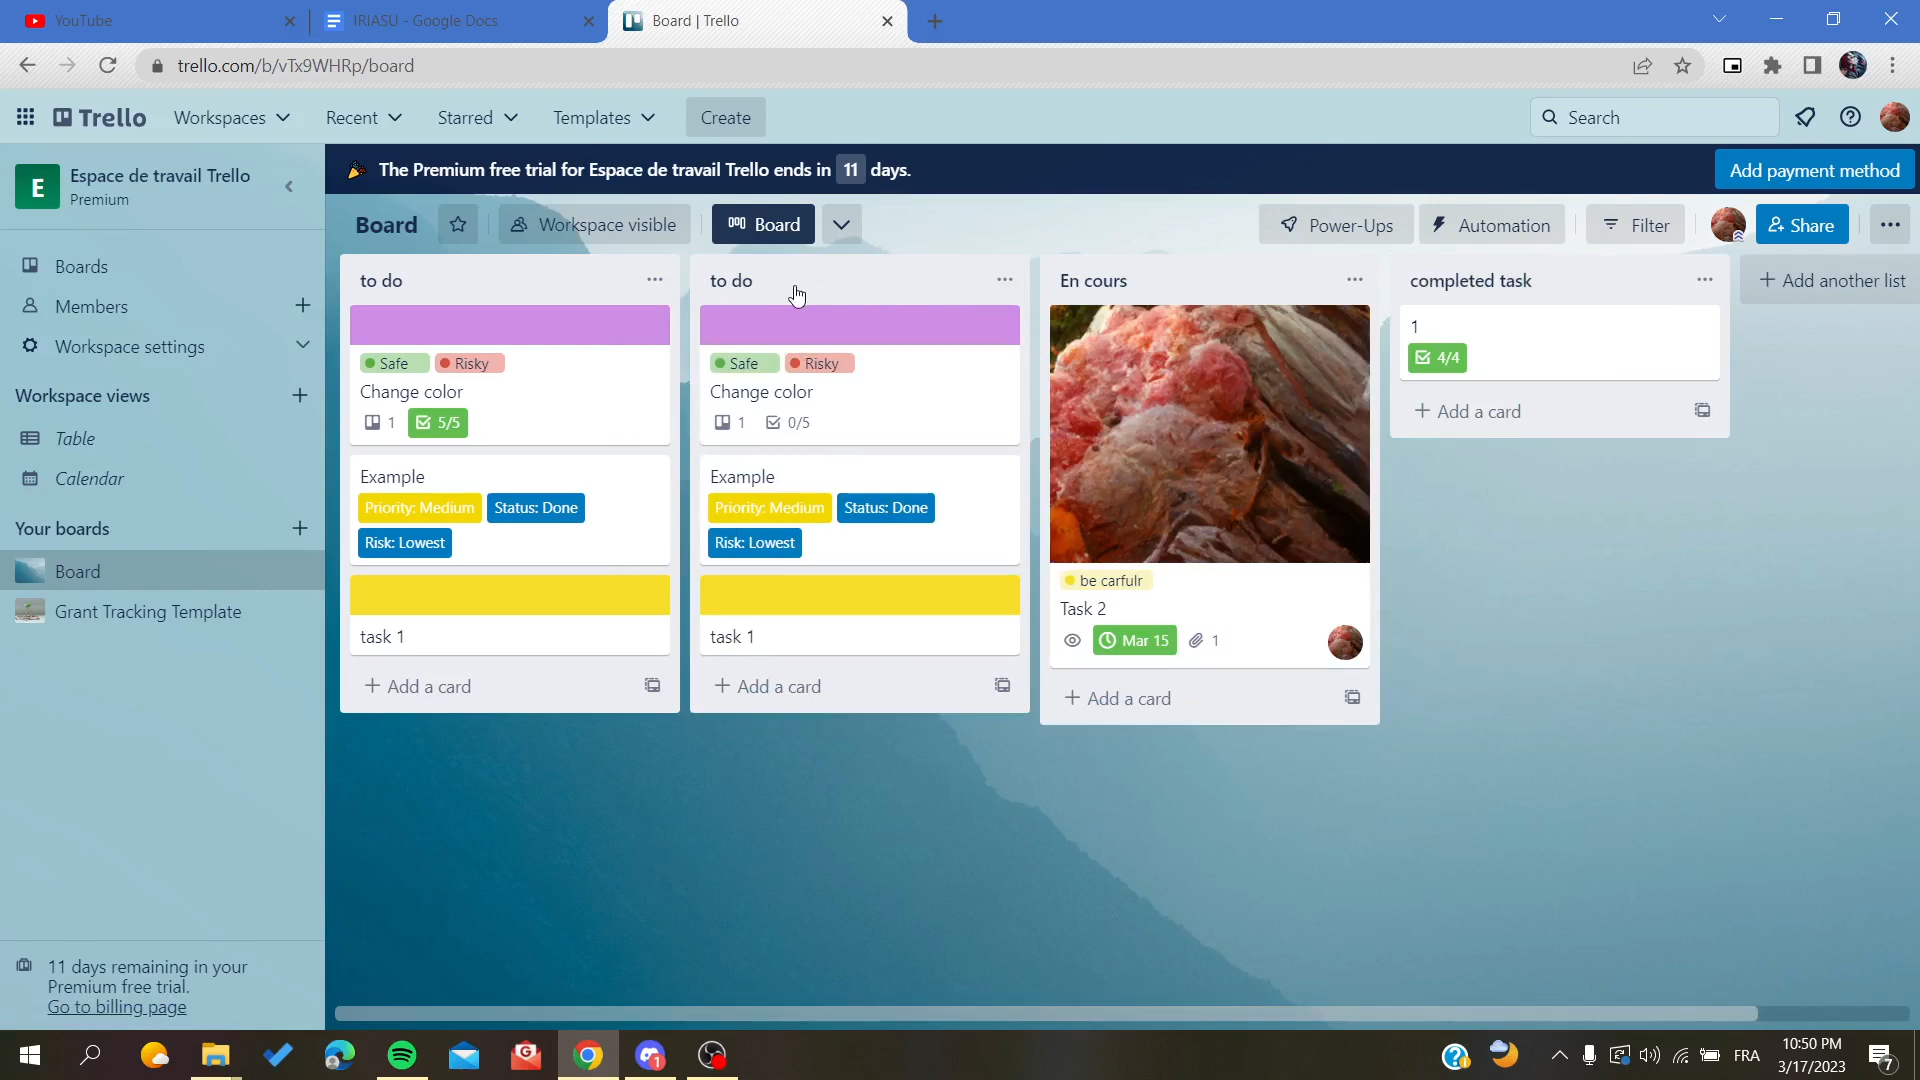 YouTube
IRIASU - Google Docs
Board | Trello
trello.com/b/vTx9WHRp/board
Trello
Workspaces
Recent
Starred
Templates
Create
Search
E
Espace de travail Trello
Premium
The Premium free trial for Espace de travail Trello ends in 11 days.
Add payment method
Board
Workspace visible
Board
Power-Ups
Automation
Filter
Share
Boards
Members
Workspace settings
Workspace views
Table
Calendar
Your boards
Board
Grant Tracking Template
11 days remaining in your
Premium free trial.
Go to billing page
to do
Safe
Risky
Change color
1
5/5
Example
Priority: Medium
Status: Done
Risk: Lowest
task 1
+ Add a card
to do
Safe
Risky
Change color
1
0/5
Example
Priority: Medium
Status: Done
Risk: Lowest
task 1
+ Add a card
En cours
be carfulr
Task 2
Mar 15
1
+ Add a card
completed task
1
4/4
+ Add a card
+ Add another list
1
FRA
10:50 PM
3/17/2023
7